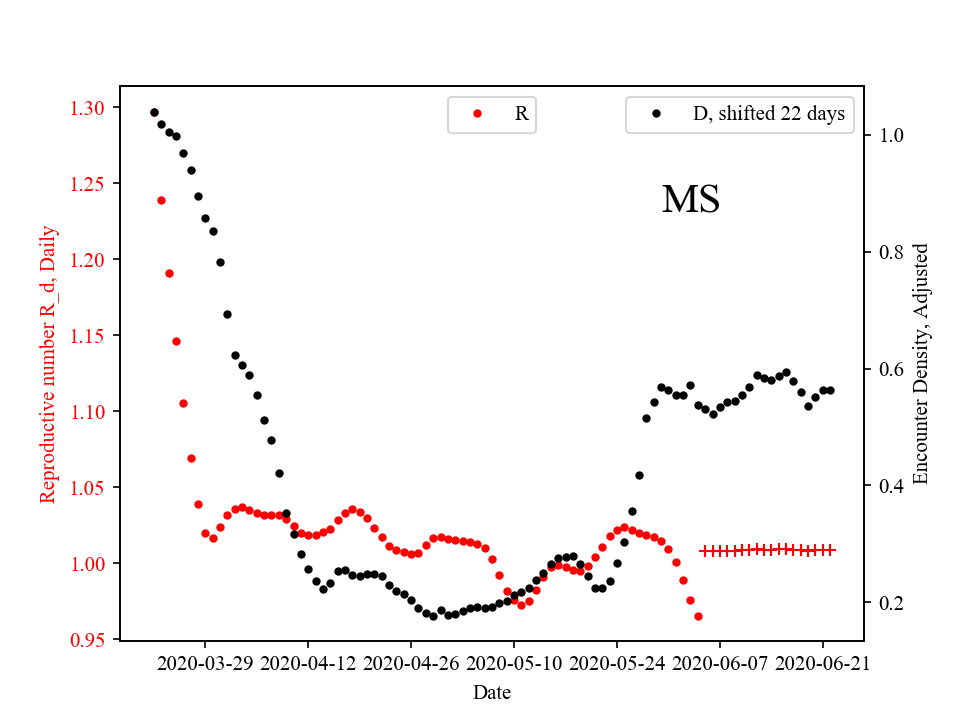 R
D, shifted 22 days
MS
Reproductive number R_d, Daily
1.30
1.25
1.20
1.15
1.10
1.05
1.00
0.95
1.0
0.8
0.6
0.4
0.2
Encounter Density, Adjusted
2020-03-29 2020-04-12 2020-04-26 2020-05-10 2020-05-24 2020-06-07 2020-06-21
Date